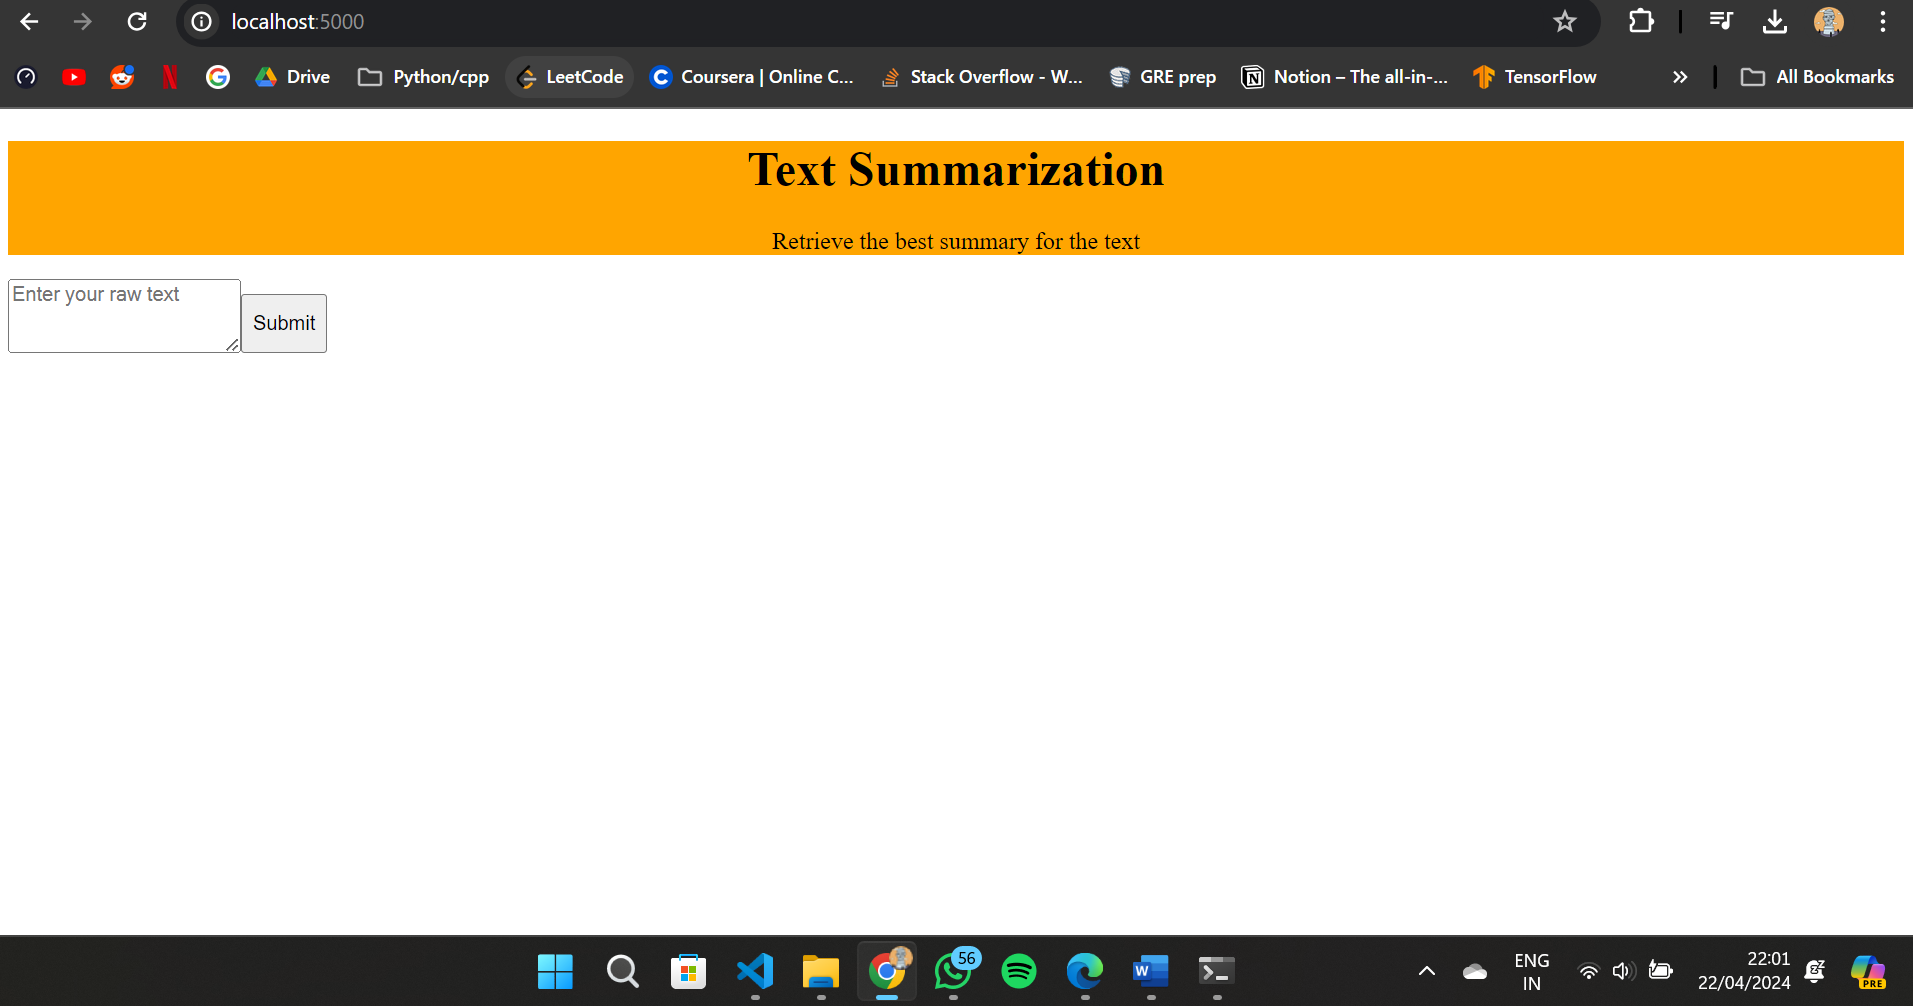 localhost:5000
Drive Python/cpp LeetCode Coursera | Online C... Stack Overflow - W... GRE prep Notion – The all-in-... TensorFlow All Bookmarks
Text Summarization
Retrieve the best summary for the text
Enter your raw text
Submit
56
W
ENG
IN
22:01
22/04/2024
PRE